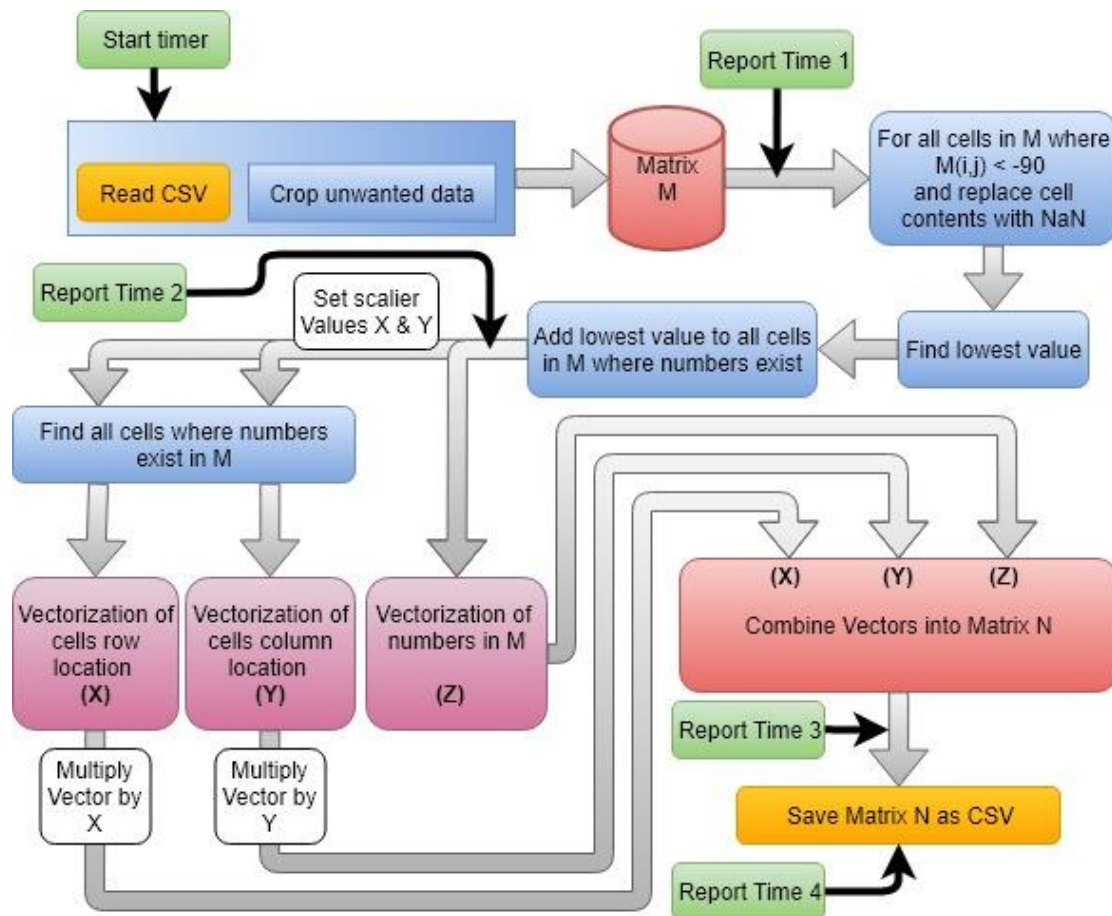 Start timer
Report Time 1
Read CSV
Crop unwanted data
Matrix
M
For all cells in M where
M(i,j) < -90
and replace cell
contents with NaN
Report Time 2
Set scalier
Values X & Y
Add lowest value to all cells
in M where numbers exist
Find lowest value
Find all cells where numbers
exist in M
Vectorization of
cells row
location
(X)
Vectorization of
cells column
location
(Y)
Vectorization of
numbers in M
(Z)
(X)
(Y)
(Z)
Combine Vectors into Matrix N
Multiply
Vector by
X
Multiply
Vector by
Y
Report Time 3
Save Matrix N as CSV
Report Time 4